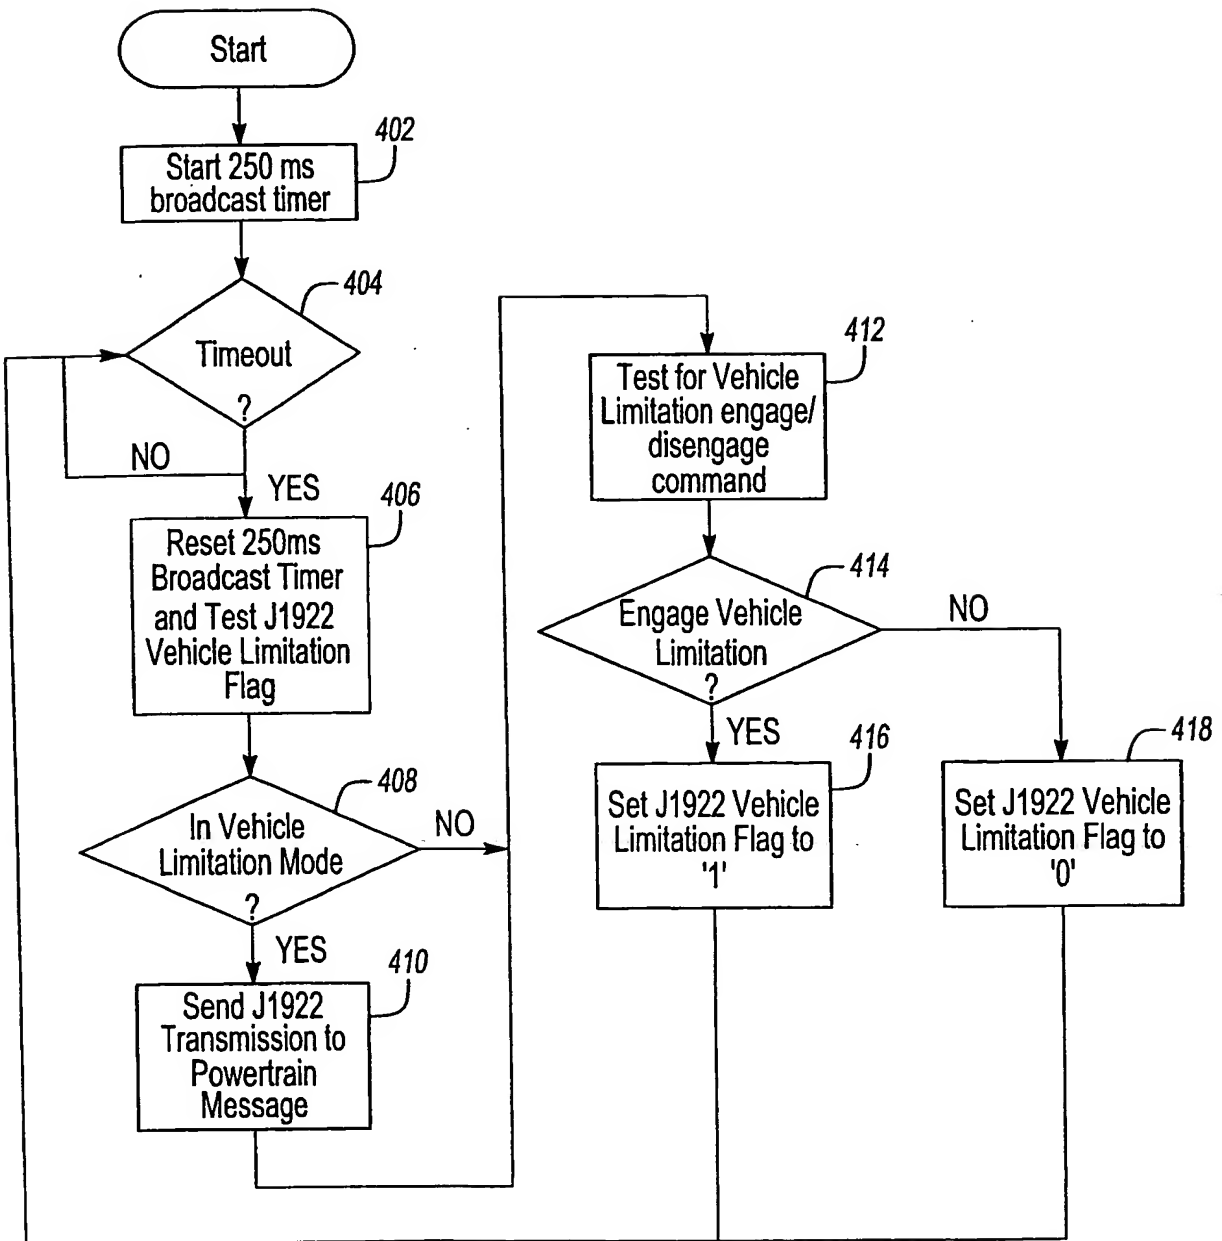 Start
402
Start 250 ms
broadcast timer
404
Timeout
?
NO
YES
406
Reset 250ms
Broadcast Timer
and Test J1922
Vehicle Limitation
Flag
408
In Vehicle
Limitation Mode
?
NO
YES
410
Send J1922
Transmission to
Powertrain
Message
412
Test for Vehicle
Limitation engage/
disengage
command
414
Engage Vehicle
Limitation
?
NO
YES
416
Set J1922 Vehicle
Limitation Flag to
'1'
418
Set J1922 Vehicle
Limitation Flag to
'0'